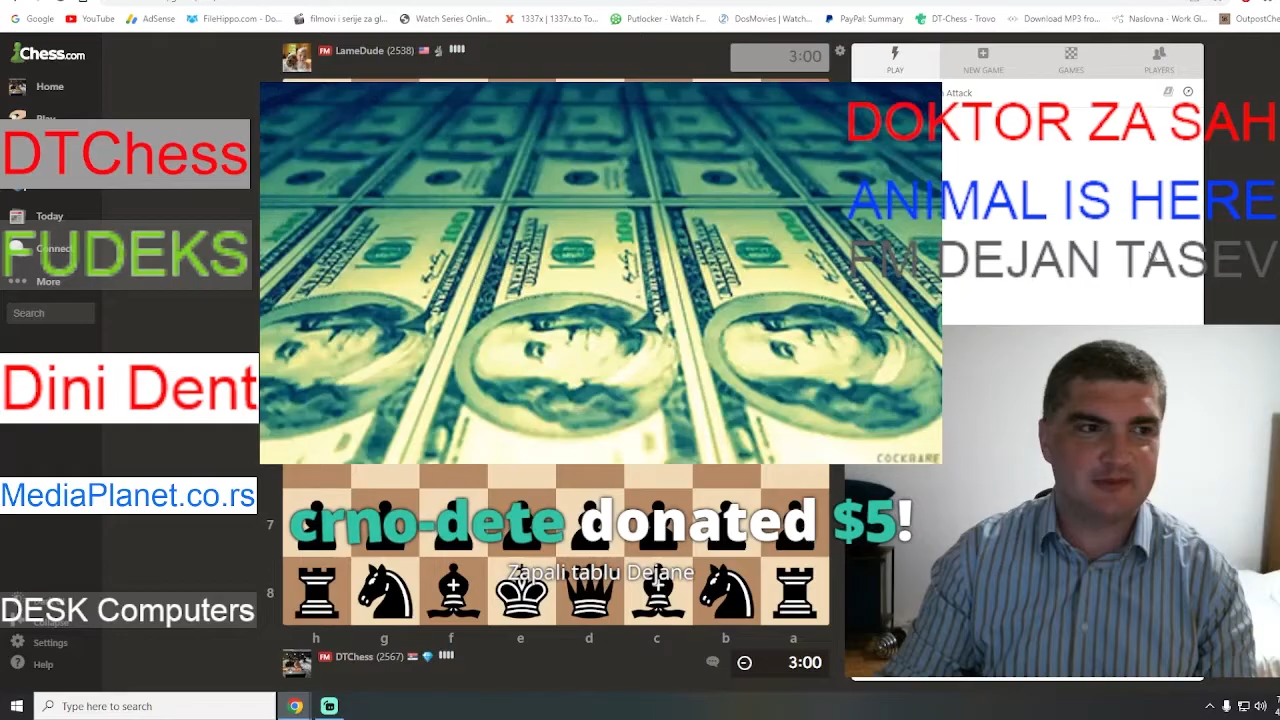 Google
YouTube
AdSense
FileHippo.com - Do...
filmovi i serije za gl...
Watch Series Onlin...
1337x | 1337x.to To...
Putlocker - Watch F...
DosMovies | Watch...
PayPal: Summary
DT-Chess - Trovo
Download MP3 fro...
Naslovna - Work Gl...
OutpostChe
Chess.com
FM LameDude (2538)
3:00
PLAY
NEW GAME
GAMES
PLAYERS
Home
Attack
DOKTOR ZA SAH
DTChess
ANIMAL IS HERE
Today
FUDEKS
Connect
FM DEJAN TASEV
More
Search
Dini Dent
COCKRARE
MediaPlanet.co.rs
7
crno-dete donated $5!
Zapali tablu Dejane
8
DESK Computers
Collapse
h g f e d c b a
Settings
FM DTChess (2567)
3:00
Help
Type here to search